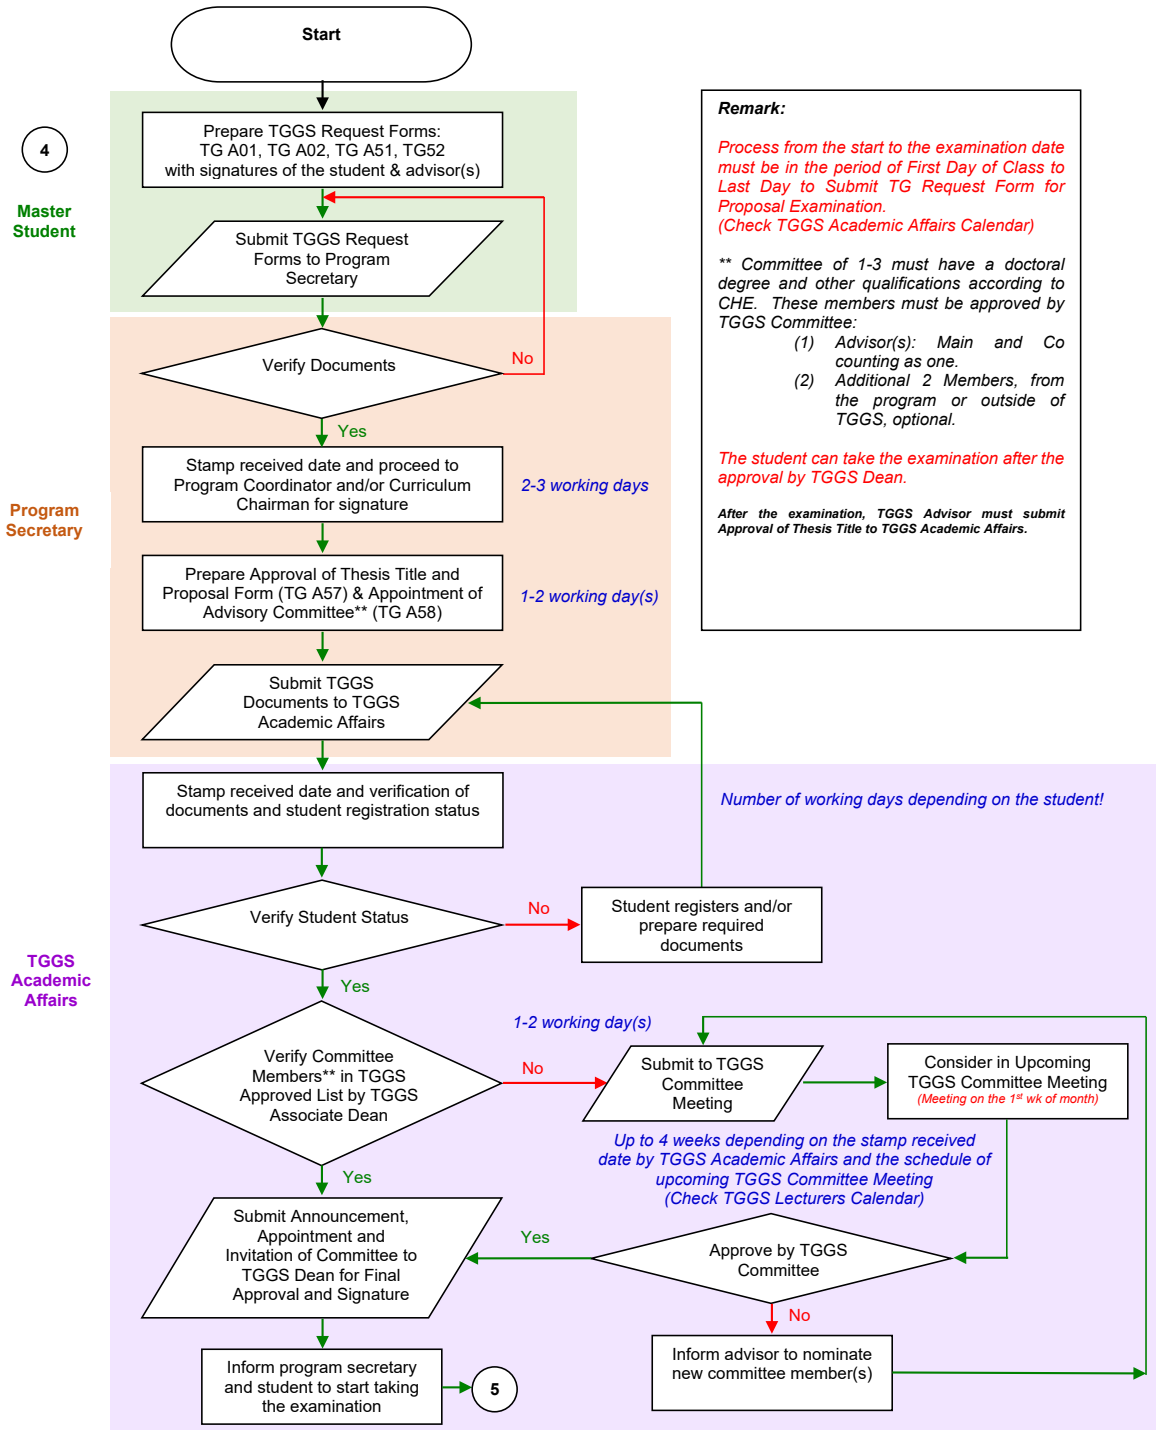 Start
4
Master
Student
Prepare TGGS Request Forms:
TG A01, TG A02, TG A51, TG52
with signatures of the student & advisor(s)
Submit TGGS Request
Forms to Program
Secretary
Remark:
Process from the start to the examination date
must be in the period of First Day of Class to
Last Day to Submit TG Request Form for
Proposal Examination.
(Check TGGS Academic Affairs Calendar)
** Committee of 1-3 must have a doctoral
degree and other qualifications according to
CHE. These members must be approved by
TGGS Committee:
(1) Advisor(s): Main and Co
counting as one.
(2) Additional 2 Members, from
the program or outside of
TGGS, optional.
The student can take the examination after the
approval by TGGS Dean.
After the examination, TGGS Advisor must submit
Approval of Thesis Title to TGGS Academic Affairs.
Verify Documents
No
Yes
Program
Secretary
Stamp received date and proceed to
Program Coordinator and/or Curriculum
Chairman for signature
2-3 working days
Prepare Approval of Thesis Title and
Proposal Form (TG A57) & Appointment of
Advisory Committee** (TG A58)
1-2 working day(s)
Submit TGGS
Documents to TGGS
Academic Affairs
Stamp received date and verification of
documents and student registration status
Number of working days depending on the student!
Verify Student Status
No
Student registers and/or
prepare required
documents
Yes
TGGS
Academic
Affairs
Verify Committee
Members** in TGGS
Approved List by TGGS
Associate Dean
1-2 working day(s)
No
Submit to TGGS
Committee
Meeting
Consider in Upcoming
TGGS Committee Meeting
(Meeting on the 1st wk of month)
Up to 4 weeks depending on the stamp received
date by TGGS Academic Affairs and the schedule of
upcoming TGGS Committee Meeting
(Check TGGS Lecturers Calendar)
Yes
Submit Announcement,
Appointment and
Invitation of Committee to
TGGS Dean for Final
Approval and Signature
Yes
Approve by TGGS
Committee
No
Inform advisor to nominate
new committee member(s)
Inform program secretary
and student to start taking
the examination
5